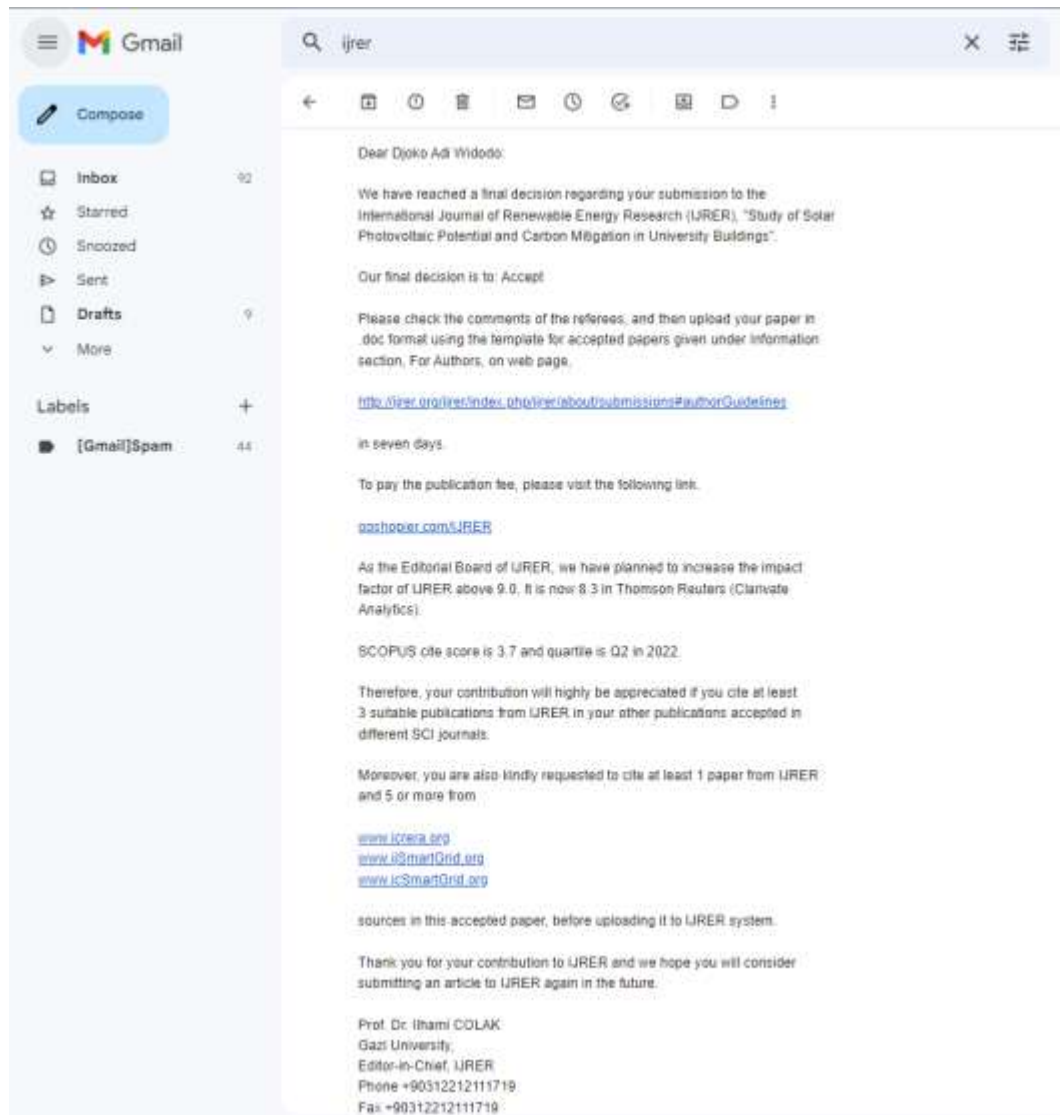 Gmail
ijrer
Compose
Inbox 92
Starred
Snoozed
Sent
Drafts 9
More
Labels +
[Gmail]Spam 44
Dear Djoko Adi Widodo:
We have reached a final decision regarding your submission to the
International Journal of Renewable Energy Research (IJRER), "Study of Solar
Photovoltaic Potential and Carbon Mitigation in University Buildings".
Our final decision is to: Accept
Please check the comments of the referees, and then upload your paper in
.doc format using the template for accepted papers given under Information
section, For Authors, on web page,
http://ijrer.org/ijrer/index.php/ijrer/about/submissions#authorGuidelines
in seven days.
To pay the publication fee, please visit the following link.
com/IJRER
As the Editorial Board of IJRER, we have planned to increase the impact
factor of IJRER above 9.0. It is now 8.3 in Thomson Reuters (Clarivate
Analytics).
SCOPUS cite score is 3.7 and quartile is Q2 in 2022.
Therefore, your contribution will highly be appreciated if you cite at least
3 suitable publications from IJRER in your other publications accepted in
different SCI journals.
Moreover, you are also kindly requested to cite at least 1 paper from IJRER
and 5 or more from
www.icrera.org
www.iiSmartGrid.org
www.icSmartGrid.org
sources in this accepted paper, before uploading it to IJRER system.
Thank you for your contribution to IJRER and we hope you will consider
submitting an article to IJRER again in the future.
Prof. Dr. Ilhami COLAK
Gazi University,
Editor-in-Chief, IJRER
Phone +90312212111719
Fax +90312212111719